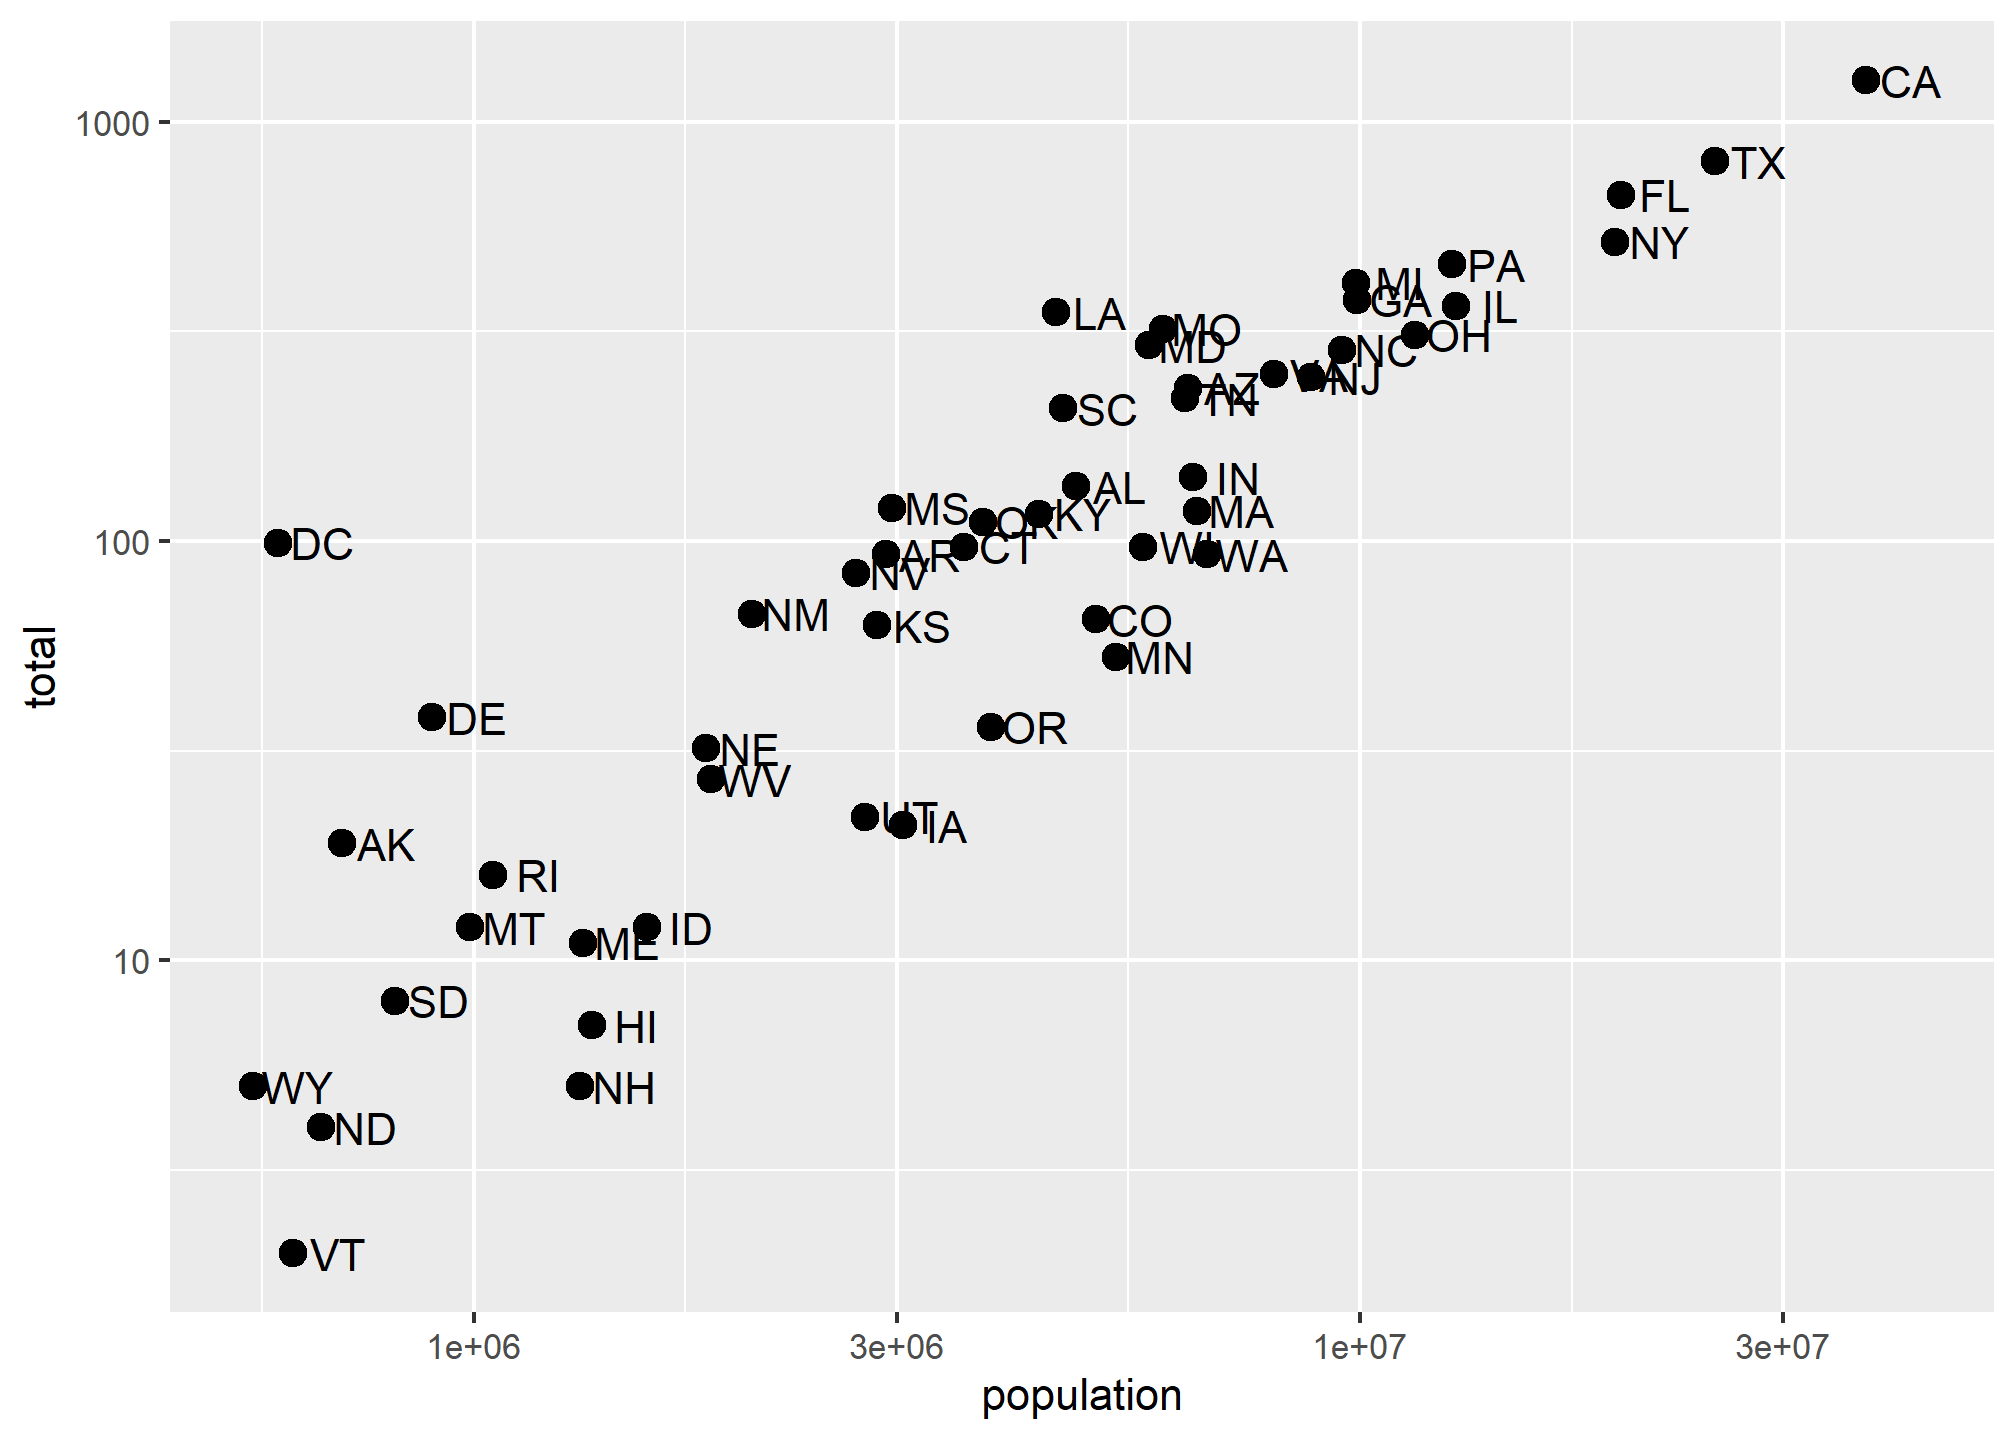 CA
1000
TX
FL
NY
PA
MI
GA
IL
LA
MO
OH
MD
NC
VA
NJ
AZ
TN
SC
IN
AL
MS
MA
KY
OK
100
DC
CT
WI
WA
AR
NV
NM
CO
KS
MN
total
DE
OR
NE
WV
UT
IA
AK
RI
MT
ID
ME
10
SD
HI
WY
NH
ND
VT
1e+06
3e+06
1e+07
3e+07
population